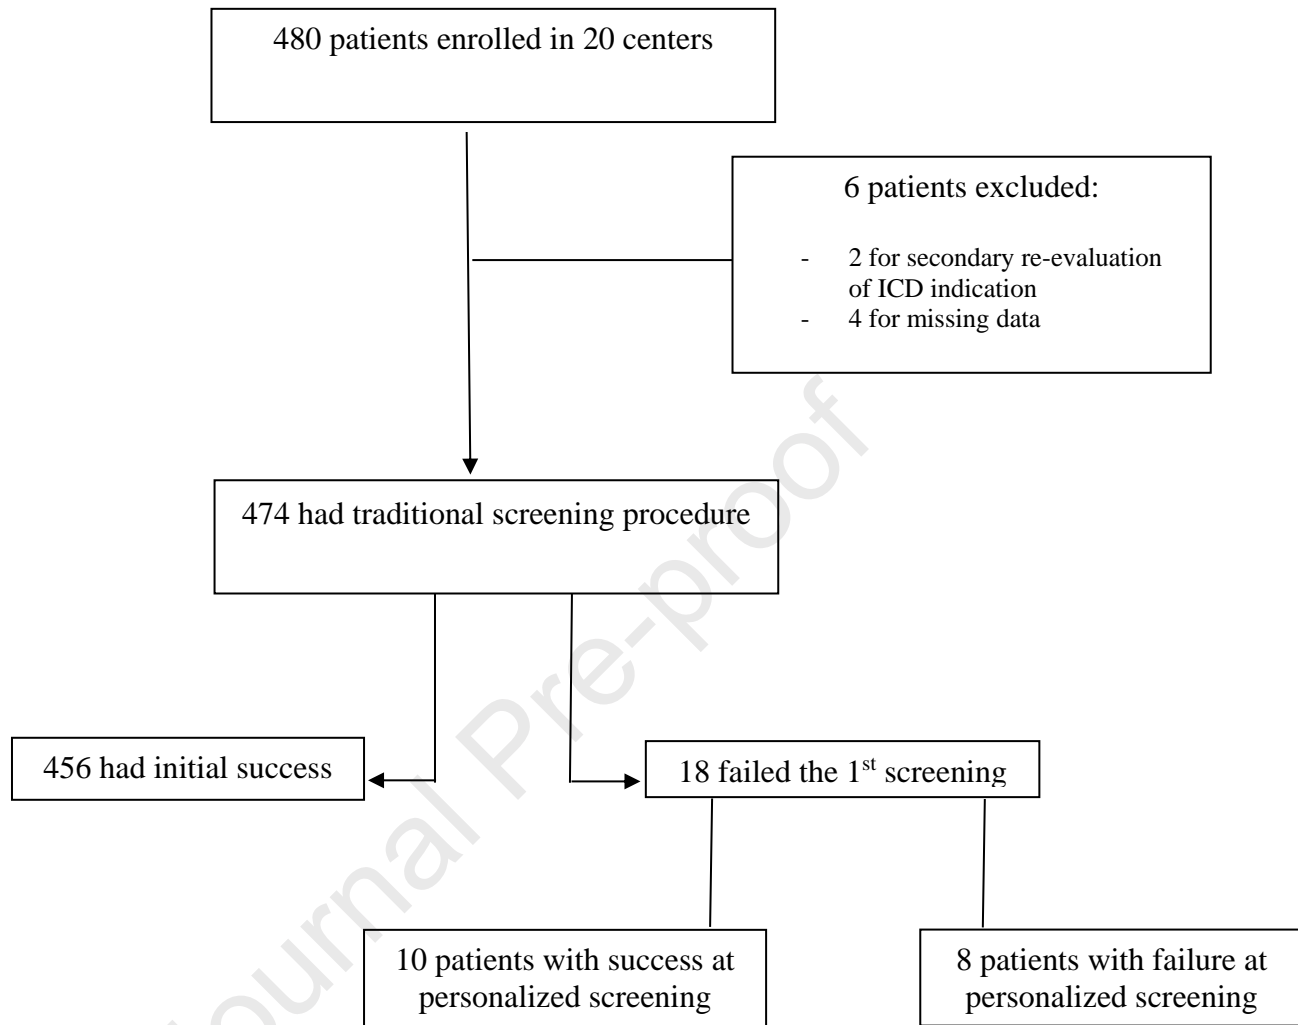 480 patients enrolled in 20 centers
6 patients excluded:
- 2 for secondary re-evaluation
of ICD indication
- 4 for missing data
474 had traditional screening procedure
456 had initial success
18 failed the 1st screening
10 patients with success at
personalized screening
8 patients with failure at
personalized screening
Journal Pre-proof